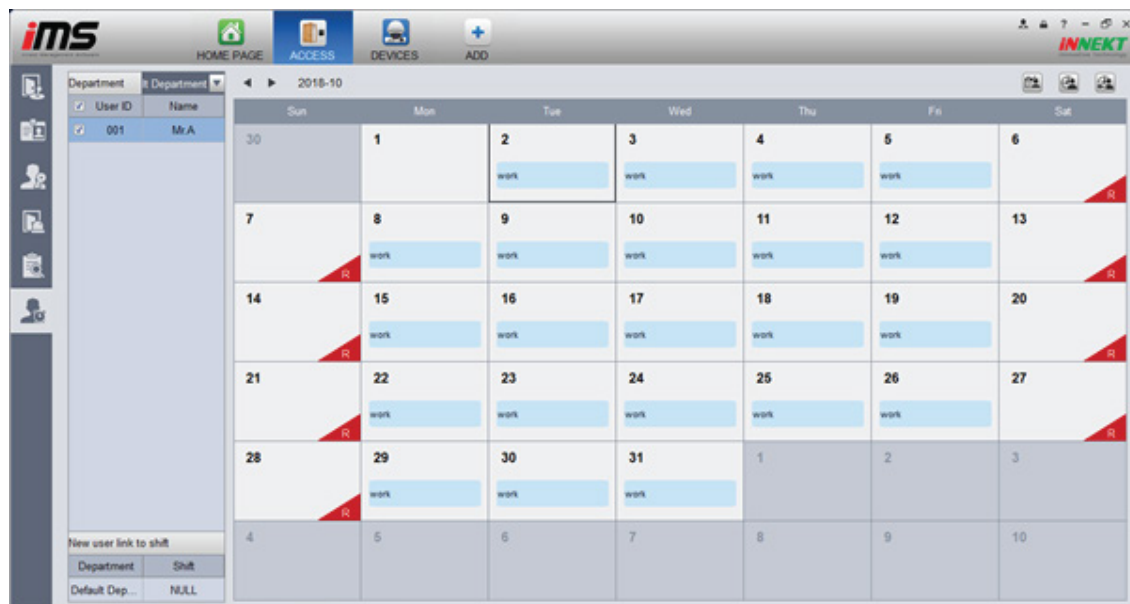 iMS
HOME PAGE ACCESS DEVICES ADD
? - ×
INNEKT
Department Department 2018-10
User ID Name
001 Mr.A
Sun Mon Tue Wed Thu Fri Sat
30 1 2 3 4 5 6
work work work work
R
7 8 9 10 11 12 13
work work work work work
R R
14 15 16 17 18 19 20
work work work work work
R R
21 22 23 24 25 26 27
work work work work work
R R
28 29 30 31 1 2 3
work work work
R
New user link to shift
4 5 6 7 8 9 10
Department Shift
Default Dep... NULL